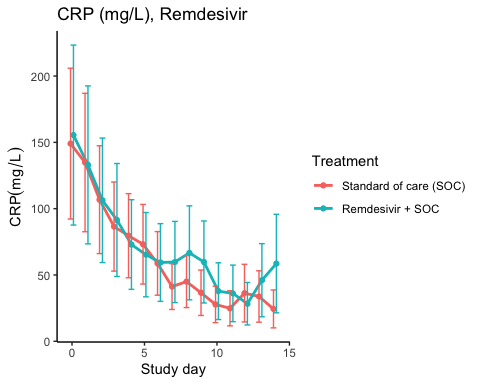 CRP (mg/L), Remdesivir
200
150
100
50
0
CRP(mg/L)
0 5 10 15
Study day
Treatment
Standard of care (SOC)
Remdesivir + SOC